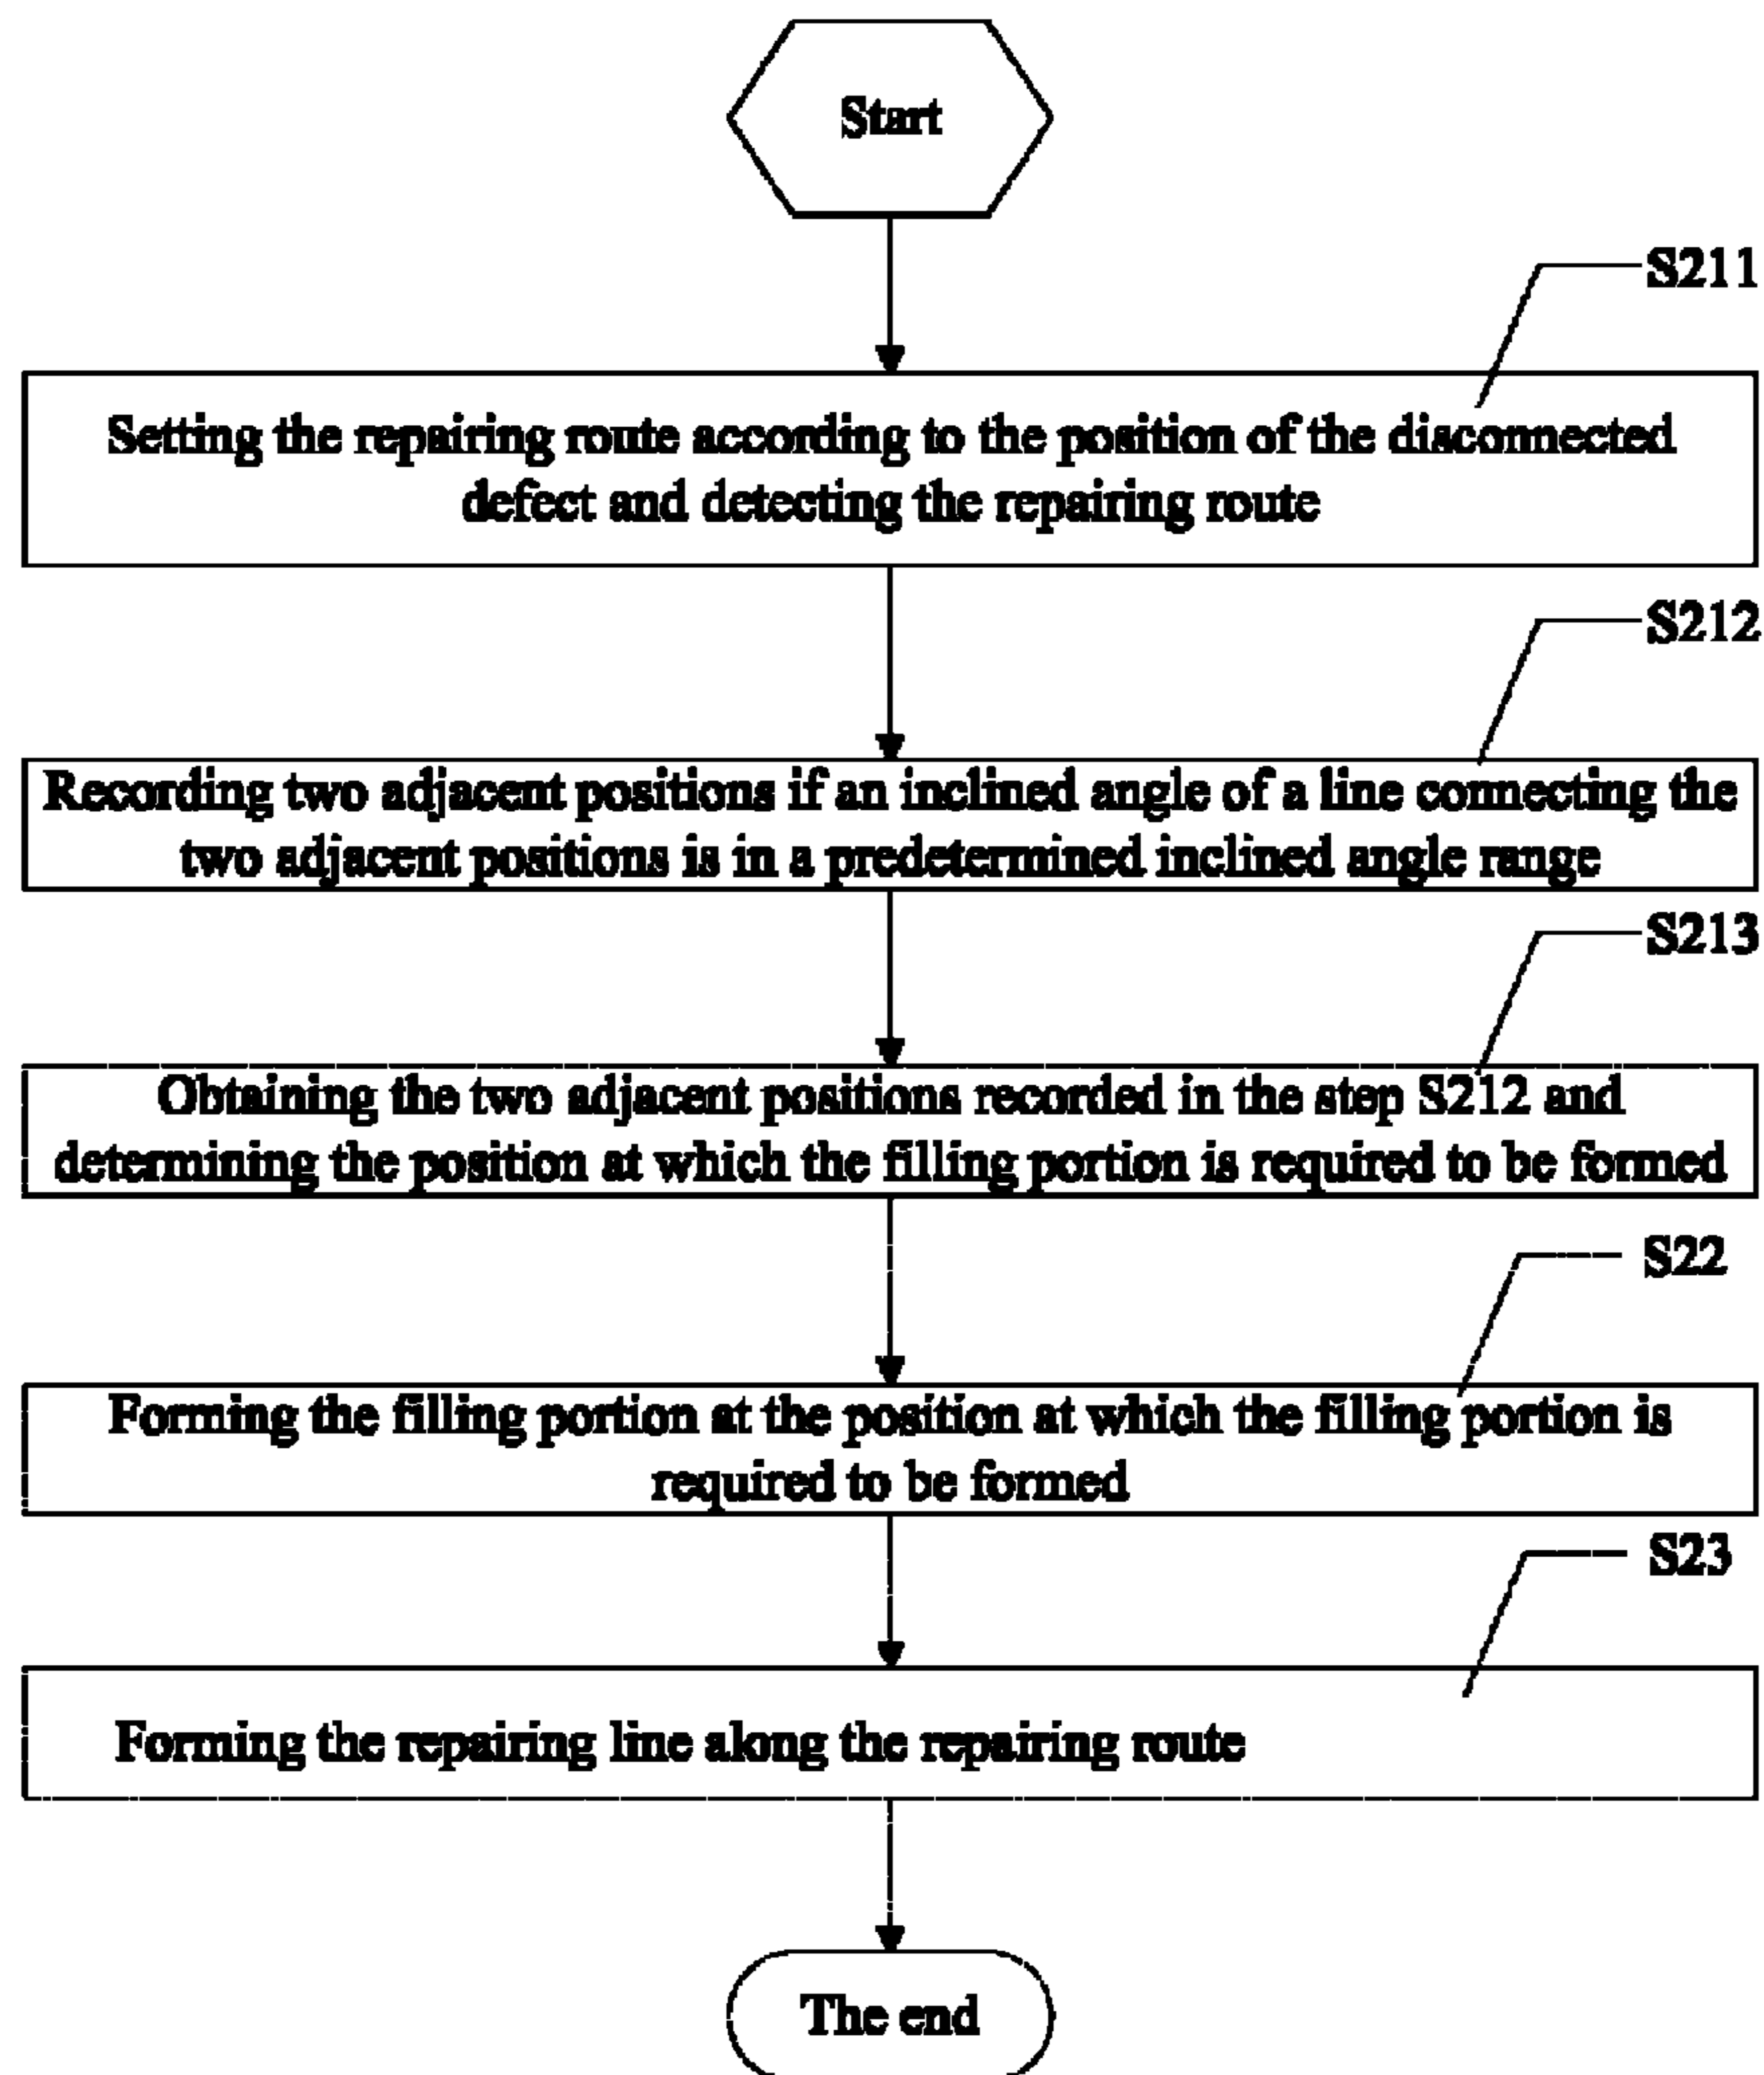 Start
S211
Setting the repairing route according to the position of the disconnected
defect and detecting the repairing route
S212
Recording two adjacent positions if an inclined angle of a line connecting the
two adjacent positions is in a predetermined inclined angle range
S213
Obtaining the two adjacent positions recorded in the step S212 and
determining the position at which the filling portion is required to be formed
S22
Forming the filling portion at the position at which the filling portion is
required to be formed
S23
Forming the repairing line along the repairing route
The end